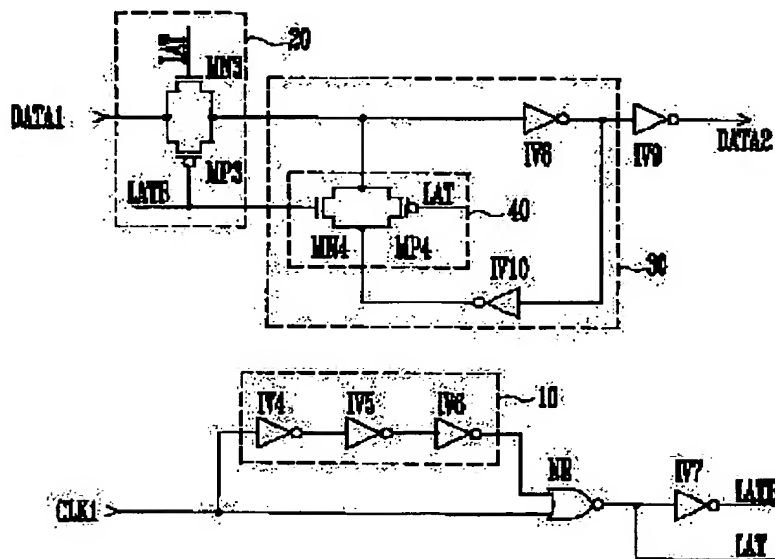 20
LAT
MN3
DATA1
IV8
IV9
DATA2
MP3
LATB
LAT
40
MN4
MP4
IV10
30
10
IV4
IV5
IV6
NR
IV7
LATB
CLK1
LAT